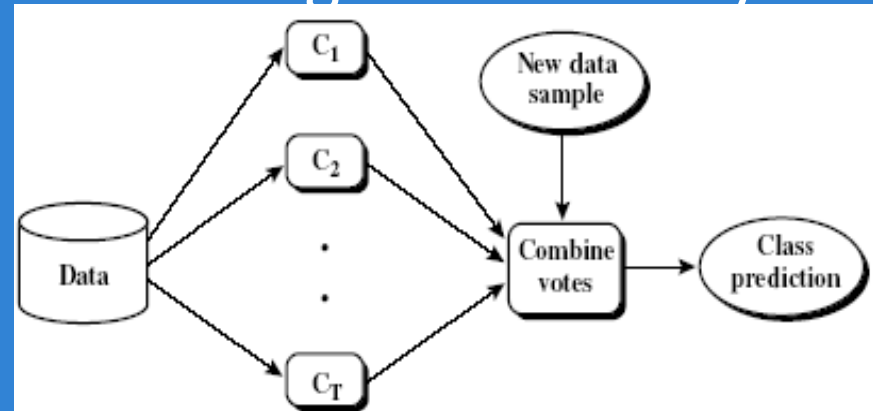 C1
New data
sample
C2
Data
.
.
Combine
votes
Class
prediction
CT